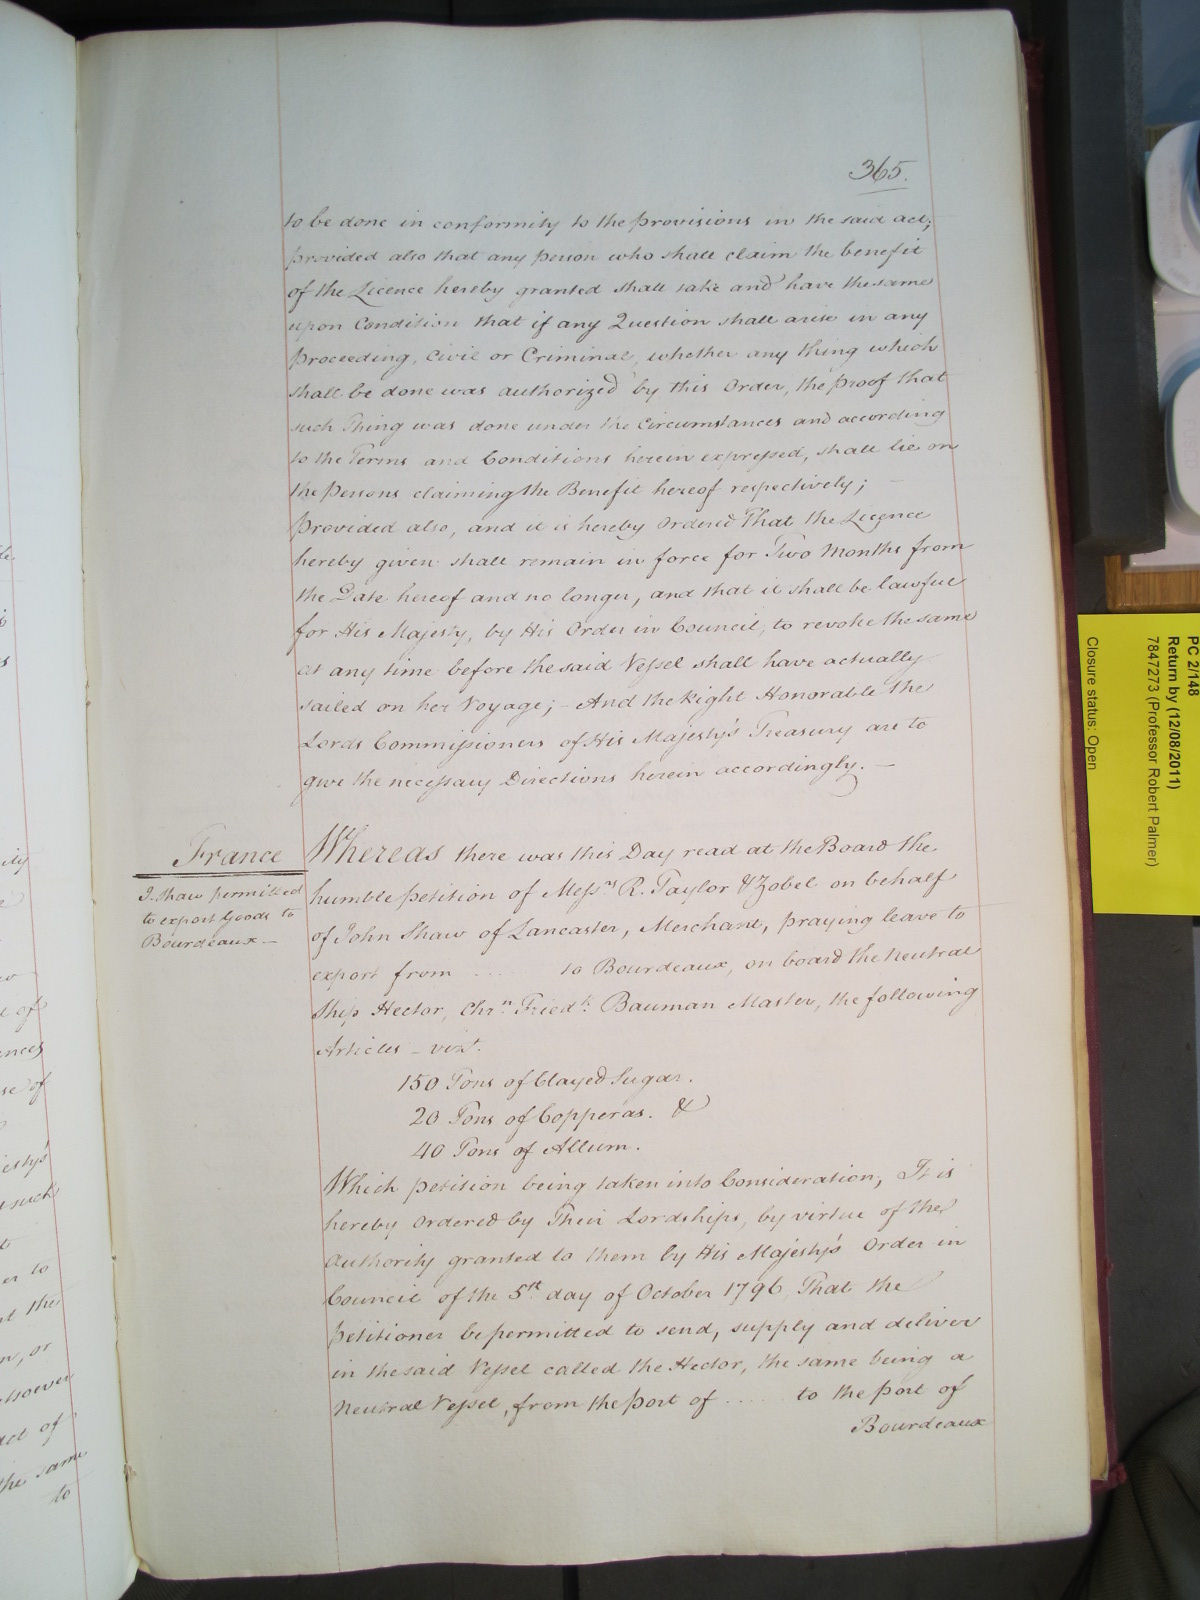 365.
to be done in conformity to the provisions in the said act;
provided also that any person who shall claim the benefit
of the Licence hereby granted shall take and have the same
upon Condition that if any Question shall arise in any
proceeding, Civil or Criminal, whether any thing which
shall be done was authorized by this Order, the proof that
such Thing was done under the Circumstances and according
to the Terms and Conditions herein expressed, shall lie on
the persons claiming the Benefit hereof respectively; —
provided also, and it is hereby Ordered That the Licence
hereby given shall remain in force for Two Months from
the Date hereof and no longer, and that it shall be lawful
for His Majesty, by His Order in Council, to revoke the same
at any time before the said Vessel shall have actually
sailed on her Voyage; – And the Right Honorable the
Lords Commissioners of His Majesty's Treasury are to
give the necessary Directions herein accordingly. —
France
J. Shaw permitted
to export Goods to
Bourdeaux —
Whereas there was this Day read at the Board the
humble petition of Mess.rs R. Taylor & Zobel on behalf
of John Shaw of Lancaster, Merchant, praying leave to
export from .... to Bourdeaux, on board the Neutral
Ship Hector, Chr.n Fried.k Bauman Master, the following
Articles – vizt.
150 Tons of Clayed Sugar.
20 Tons of Copperas. &
40 Tons of Allum.
Which petition being taken into Consideration, It is
hereby Ordered by Their Lordships, by virtue of the
authority granted to them by His Majesty's Order in
Council of the 5th day of October 1796, That the
petitioner be permitted to send, supply and deliver
in the said Vessel called the Hector, the same being a
Neutral Vessel, from the port of .... to the port of
Bourdeaux
PC 2/148
Return by (12/08/2011)
7847273 (Professor Robert Palmer)
Closure status: Open